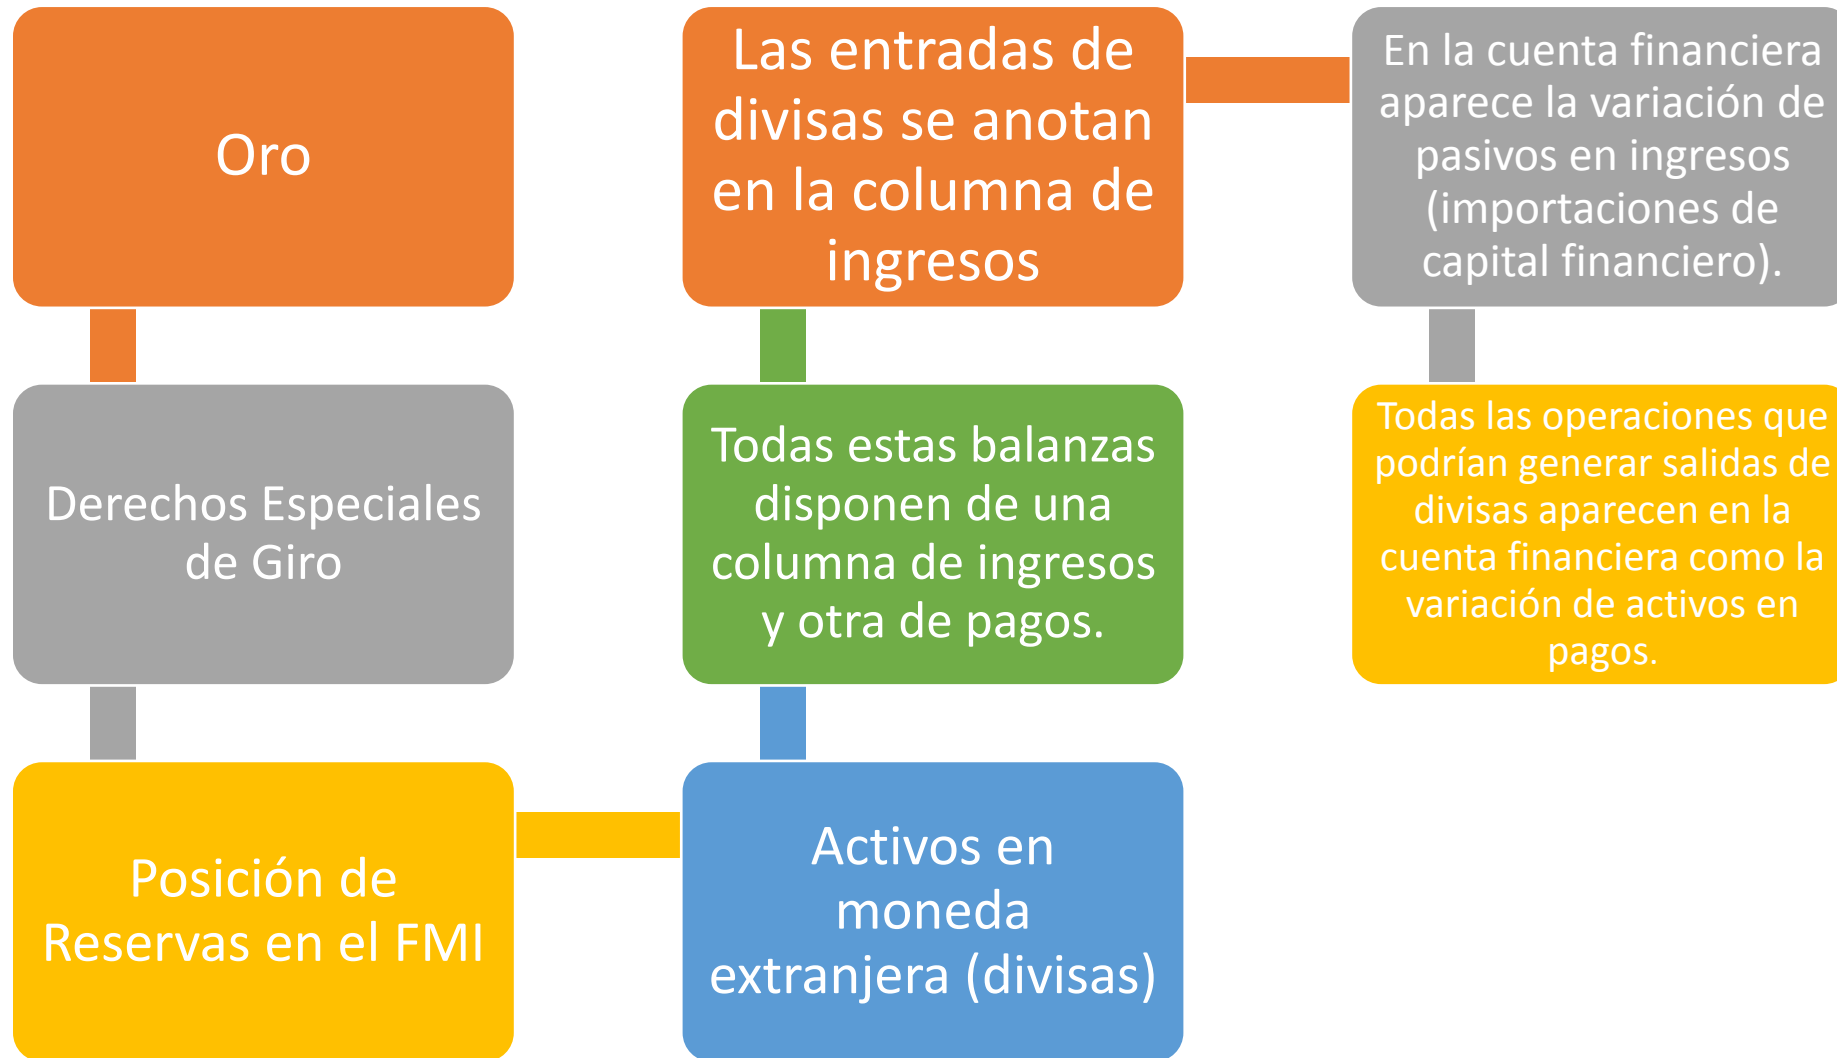 Oro
Derechos Especiales
de Giro
Posición de
Reservas en el FMI
Activos en
moneda
extranjera (divisas)
Todas estas balanzas
disponen de una
columna de ingresos
y otra de pagos.
Las entradas de
divisas se anotan
en la columna de
ingresos
En la cuenta financiera
aparece la variación de
pasivos en ingresos
(importaciones de
capital financiero).
Todas las operaciones que
podrían generar salidas de
divisas aparecen en la
cuenta financiera como la
variación de activos en
pagos.